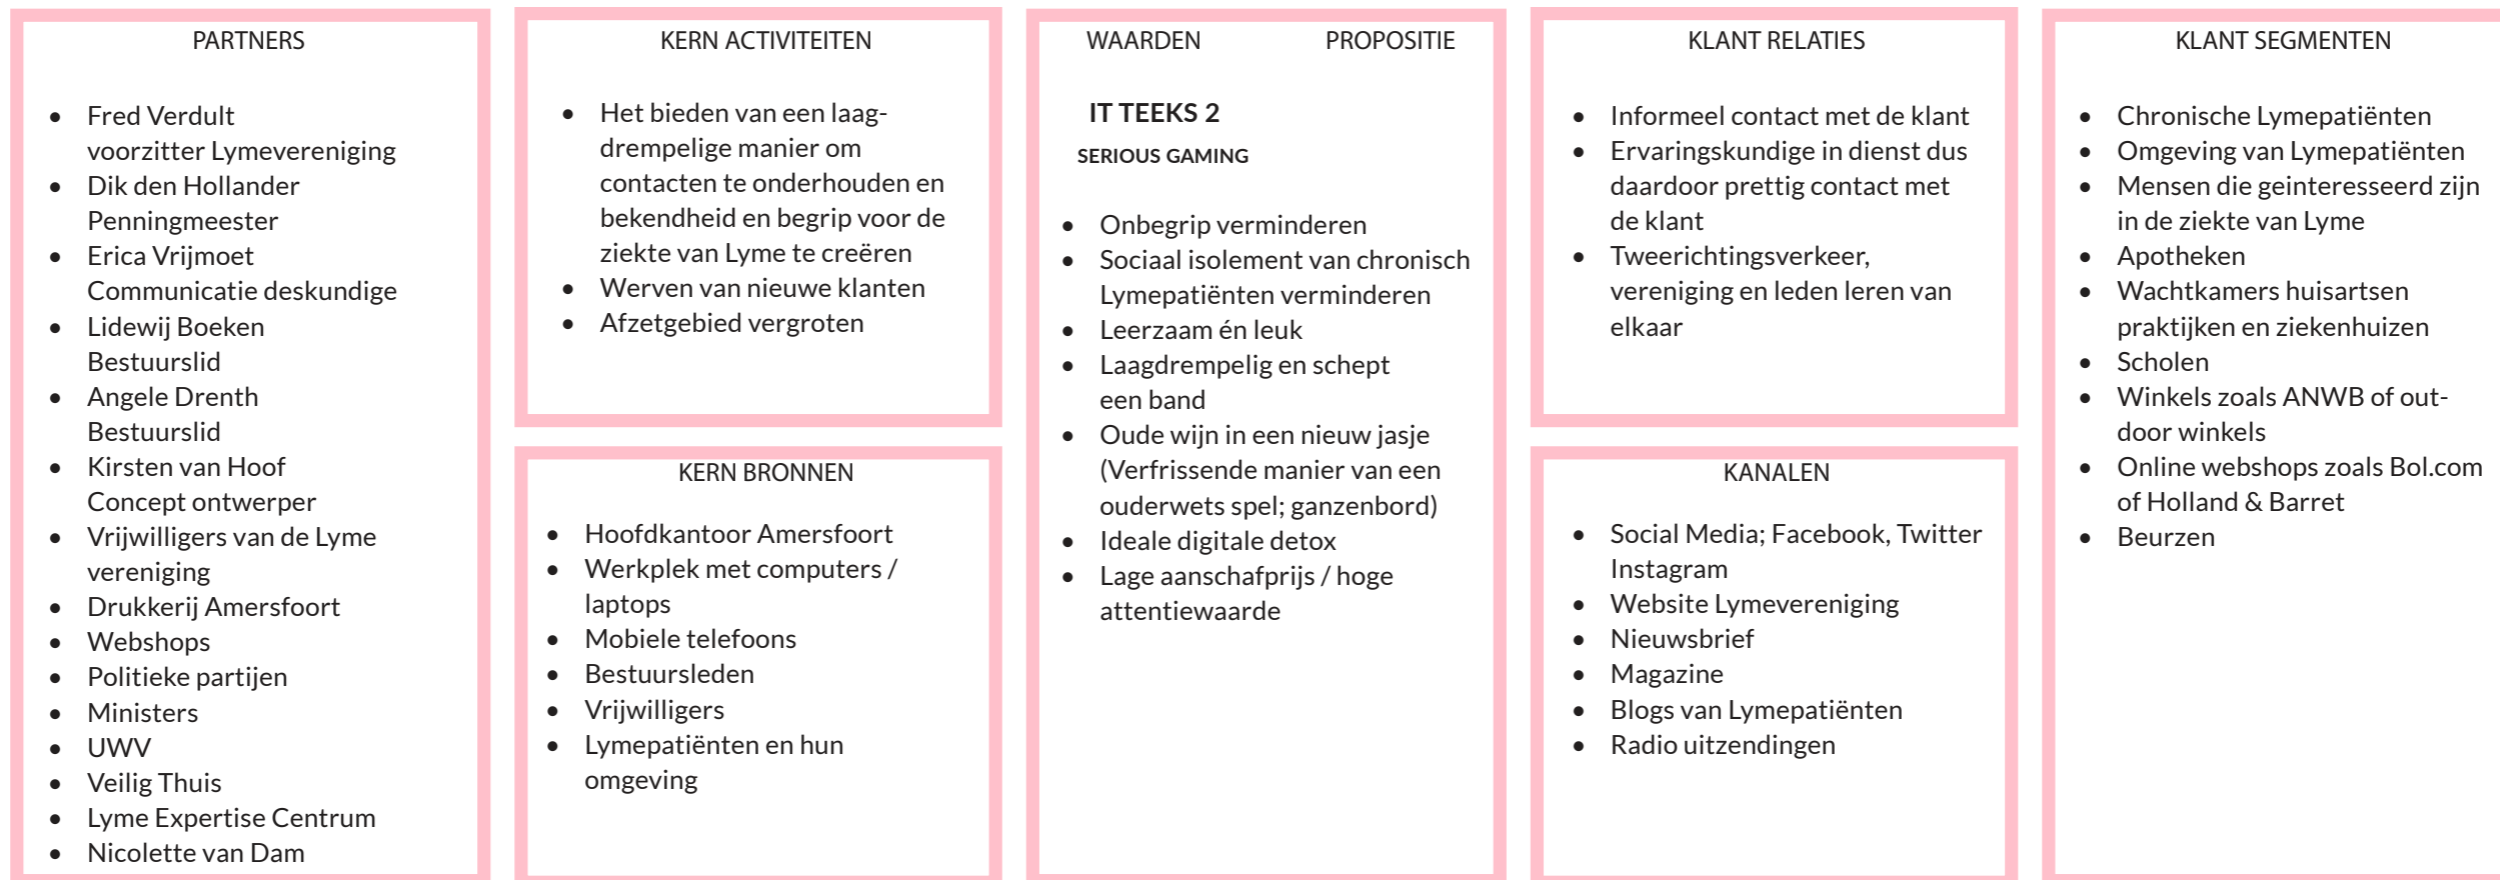 PARTNERS
Fred Verdult
voorzitter Lymevereniging
Dik den Hollander
Penningmeester
Erica Vrijmoet
Communicatie deskundige
Lidewij Boeken
Bestuurslid
Angele Drenth
Bestuurslid
Kirsten van Hoof
Concept ontwerper
Vrijwilligers van de Lyme
vereniging
Drukkerij Amersfoort
Webshops
Politieke partijen
Ministers
UWV
Veilig Thuis
Lyme Expertise Centrum
Nicolette van Dam
KERN ACTIVITEITEN
Het bieden van een laag-
drempelige manier om
contacten te onderhouden en
bekendheid en begrip voor de
ziekte van Lyme te creëren
Werven van nieuwe klanten
Afzetgebied vergroten
KERN BRONNEN
Hoofdkantoor Amersfoort
Werkplek met computers /
laptops
Mobiele telefoons
Bestuursleden
Vrijwilligers
Lymepatiënten en hun
omgeving
WAARDEN PROPOSITIE
IT TEEKS 2
SERIOUS GAMING
Onbegrip verminderen
Sociaal isolement van chronisch
Lymepatiënten verminderen
Leerzaam én leuk
Laagdrempelig en schept
een band
Oude wijn in een nieuw jasje
(Verfrissende manier van een
ouderwets spel; ganzenbord)
Ideale digitale detox
Lage aanschafprijs / hoge
attentiewaarde
KLANT RELATIES
Informeel contact met de klant
Ervaringskundige in dienst dus
daardoor prettig contact met
de klant
Tweerichtingsverkeer,
vereniging en leden leren van
elkaar
KANALEN
Social Media; Facebook, Twitter
Instagram
Website Lymevereniging
Nieuwsbrief
Magazine
Blogs van Lymepatiënten
Radio uitzendingen
KLANT SEGMENTEN
Chronische Lymepatiënten
Omgeving van Lymepatiënten
Mensen die geinteresseerd zijn
in de ziekte van Lyme
Apotheken
Wachtkamers huisartsen
praktijken en ziekenhuizen
Scholen
Winkels zoals ANWB of out-
door winkels
Online webshops zoals Bol.com
of Holland & Barret
Beurzen